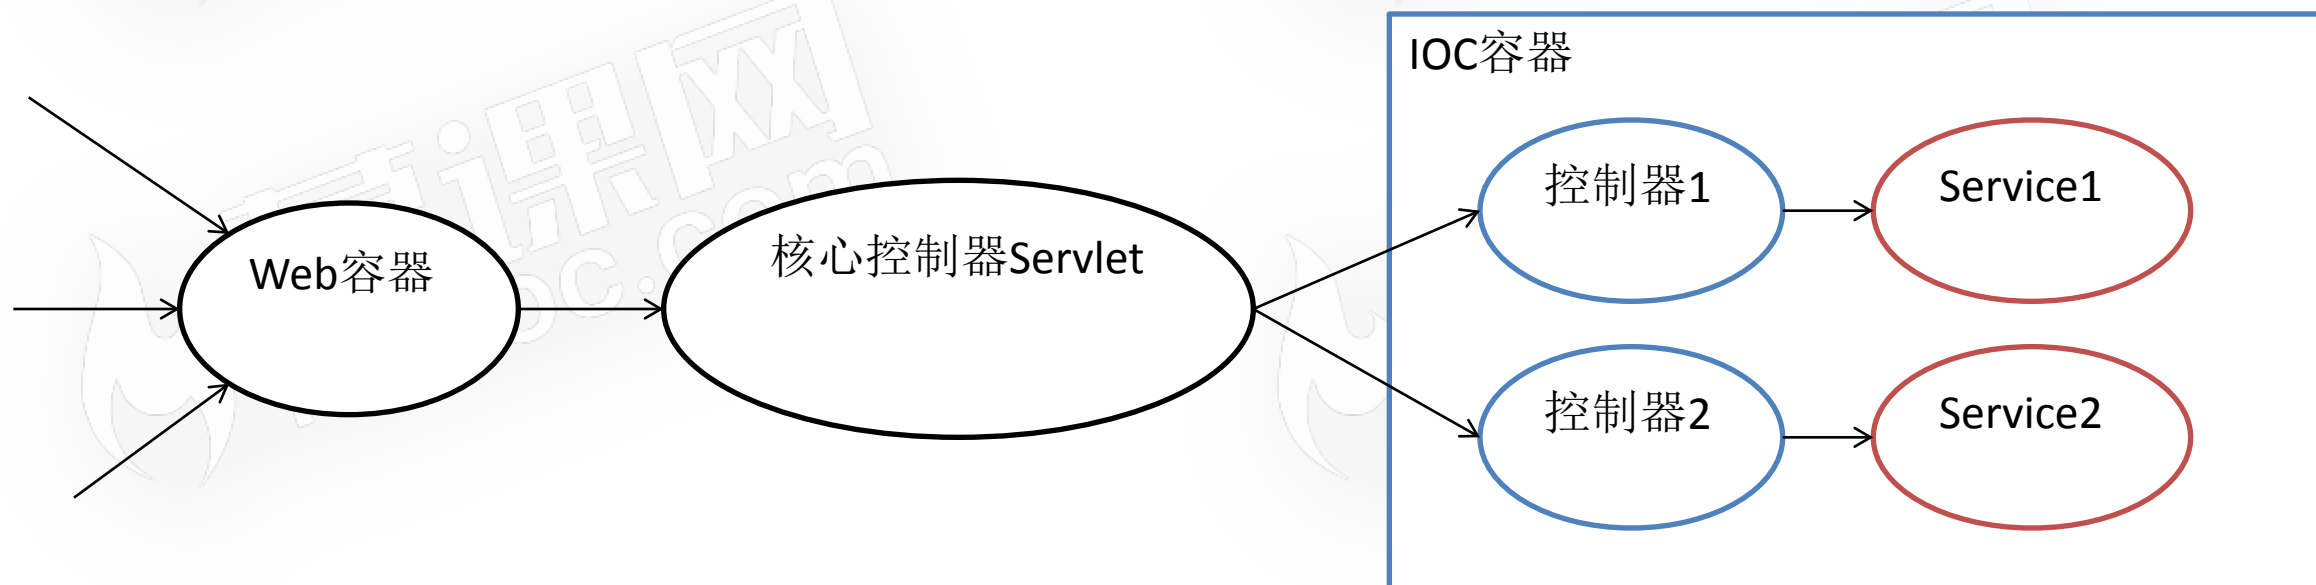 IOC容器
控制器1
Service1
Web容器
核心控制器Servlet
控制器2
Service2